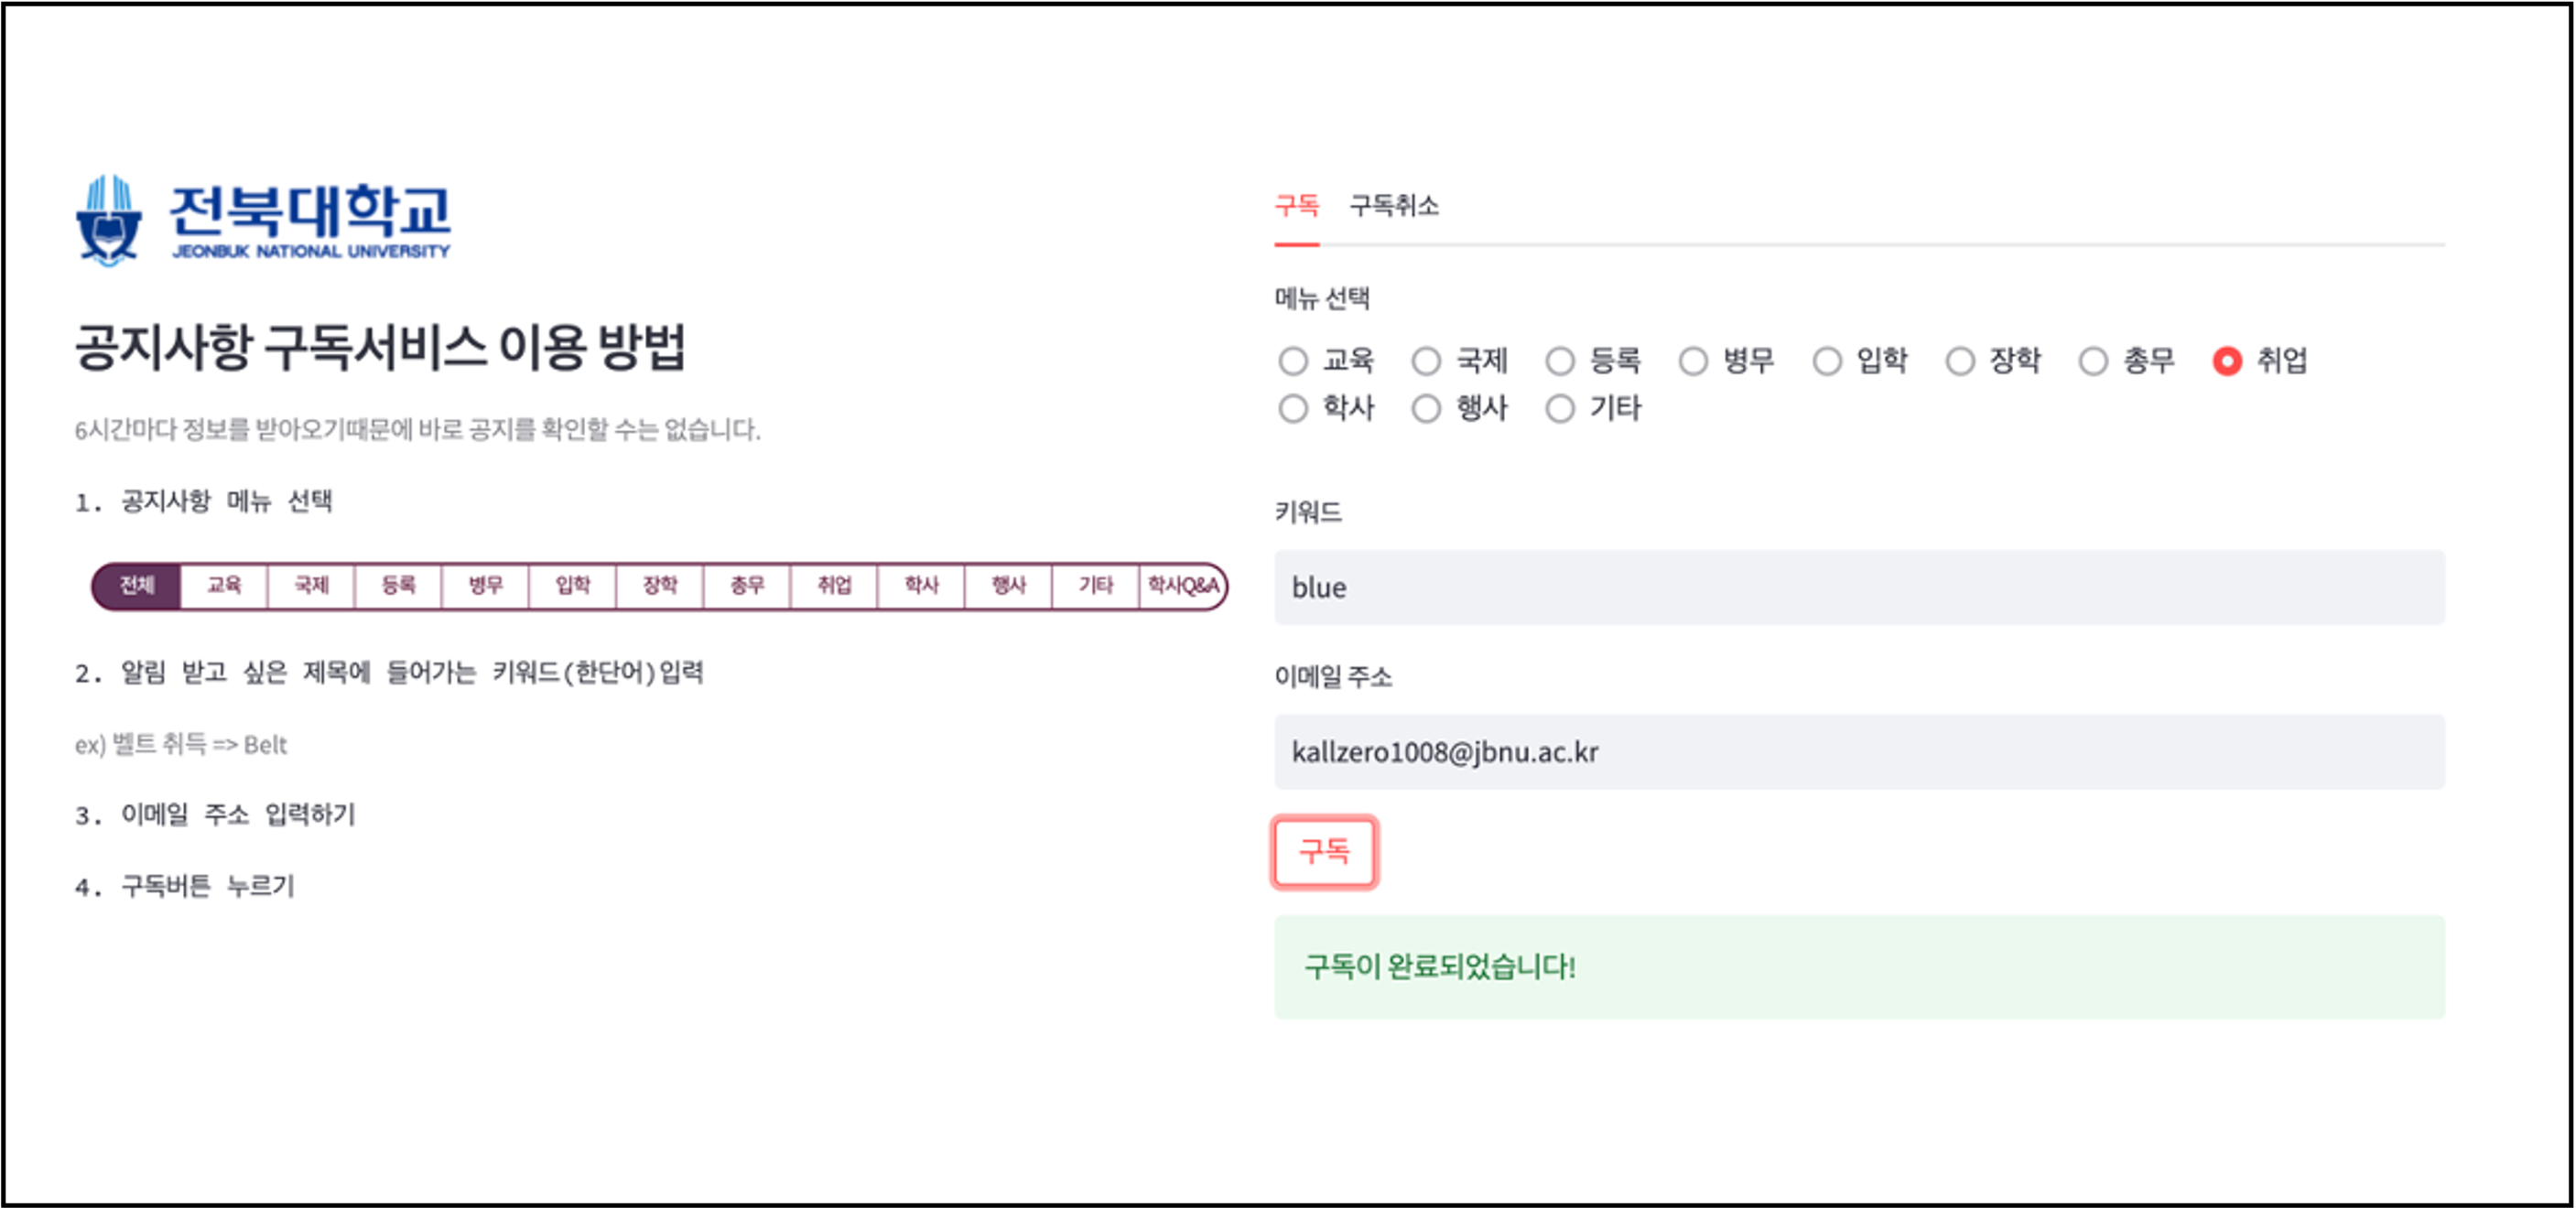 전북대학교
JEONBUK NATIONAL UNIVERSITY
공지사항 구독서비스 이용 방법
6시간마다 정보를 받아오기때문에 바로 공지를 확인할 수는 없습니다.
1. 공지사항 메뉴 선택
전체 교육 국제 등록 병무 입학 장학 총무 취업 학사 행사 기타 학사Q&A
2. 알림 받고 싶은 제목에 들어가는 키워드(한단어)입력
ex) 벨트 취득 => Belt
3. 이메일 주소 입력하기
4. 구독버튼 누르기
구독 구독취소
메뉴 선택
교육 국제 등록 병무 입학 장학 총무 취업
학사 행사 기타
키워드
blue
이메일 주소
kallzero1008@jbnu.ac.kr
구독
구독이 완료되었습니다!